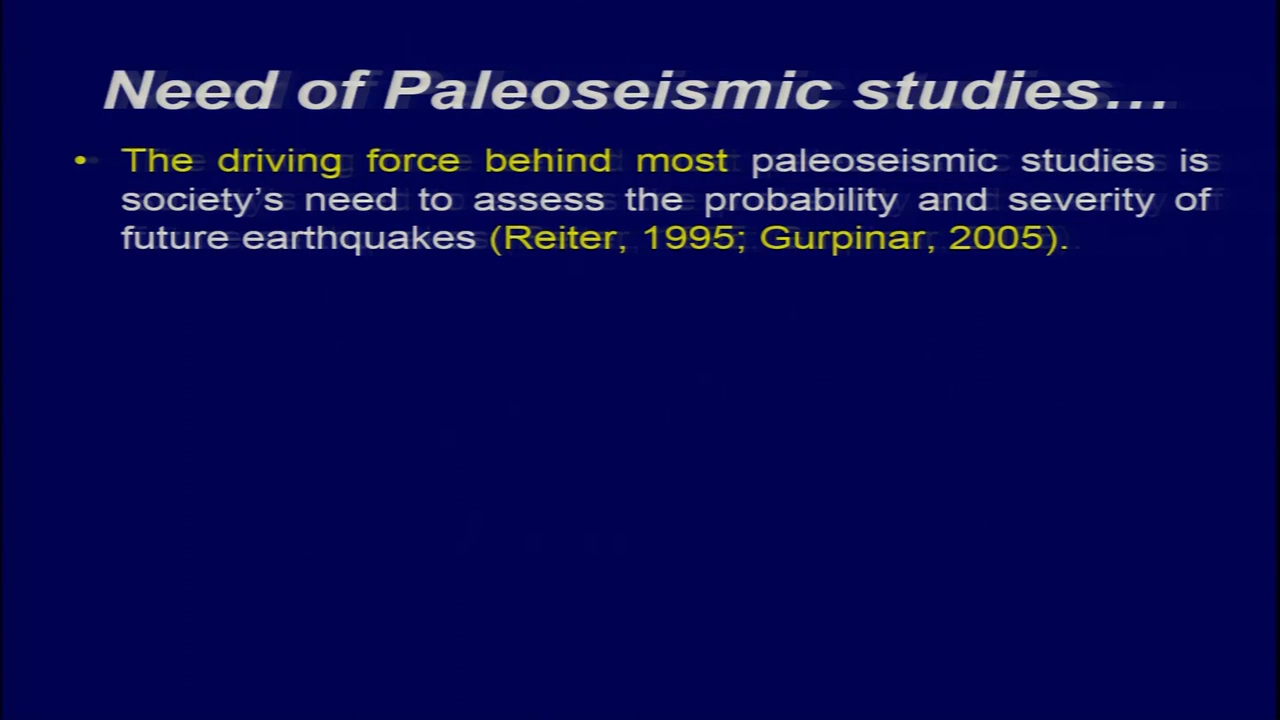 Need of Paleoseismic studies...
• The driving force behind most paleoseismic studies is
society's need to assess the probability and severity of
future earthquakes (Reiter, 1995; Gurpinar, 2005).